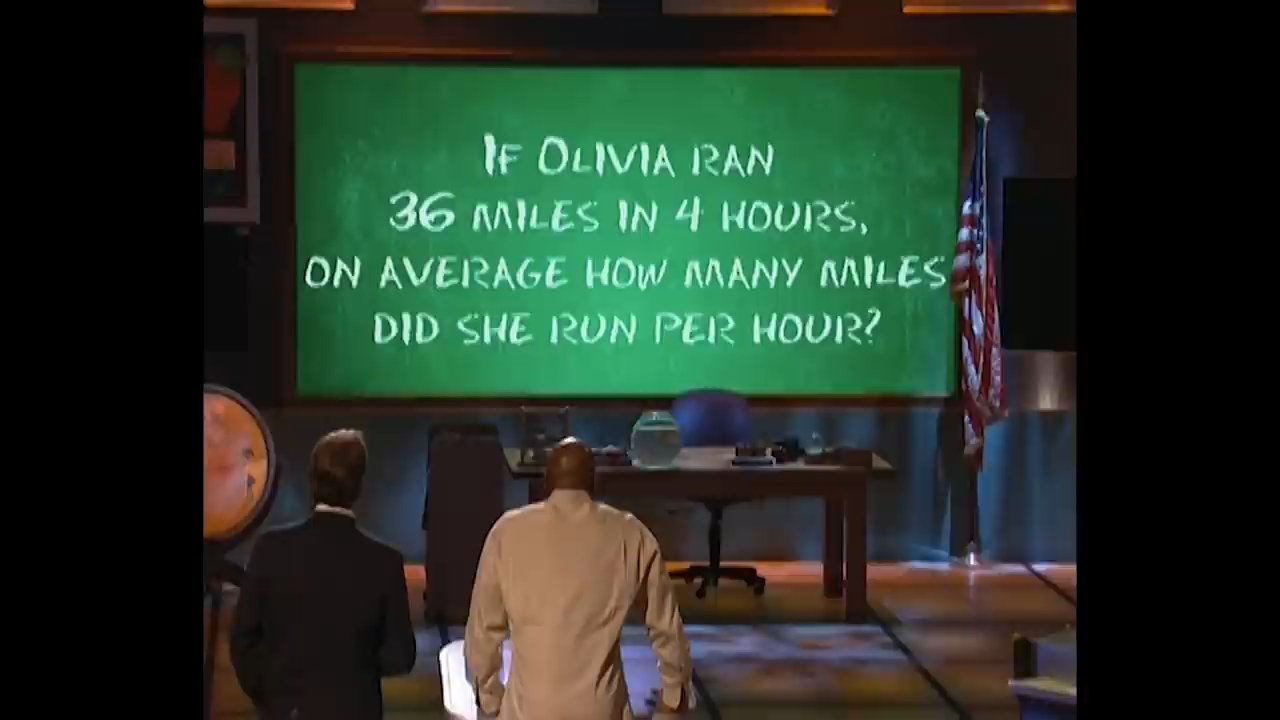 IF OLIVIA RAN
36 MILES IN 4 HOURS,
ON AVERAGE HOW MANY MILES
DID SHE RUN PER HOUR?